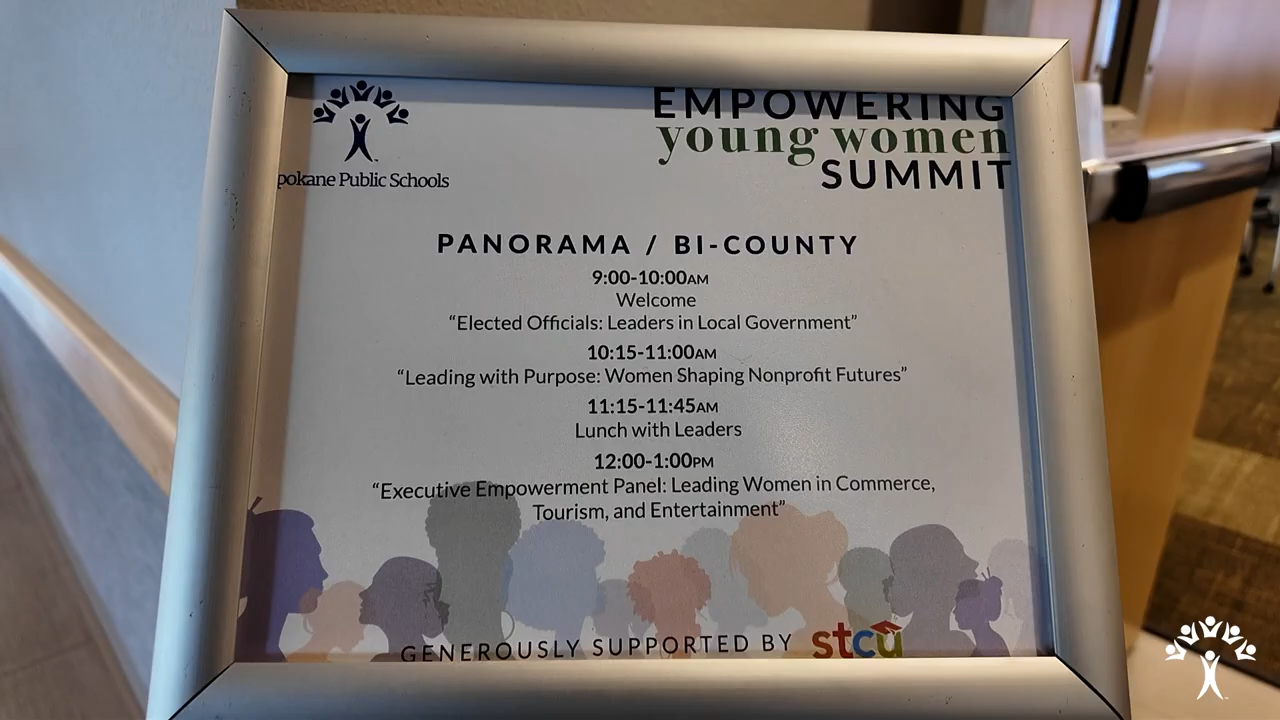 pokane Public Schools
EMPOWERING
young women
SUMMIT
PANORAMA / BI-COUNTY
9:00-10:00AM
Welcome
“Elected Officials: Leaders in Local Government”
10:15-11:00AM
“Leading with Purpose: Women Shaping Nonprofit Futures”
11:15-11:45AM
Lunch with Leaders
12:00-1:00PM
“Executive Empowerment Panel: Leading Women in Commerce,
Tourism, and Entertainment”
GENEROUSLY SUPPORTED BY stcu